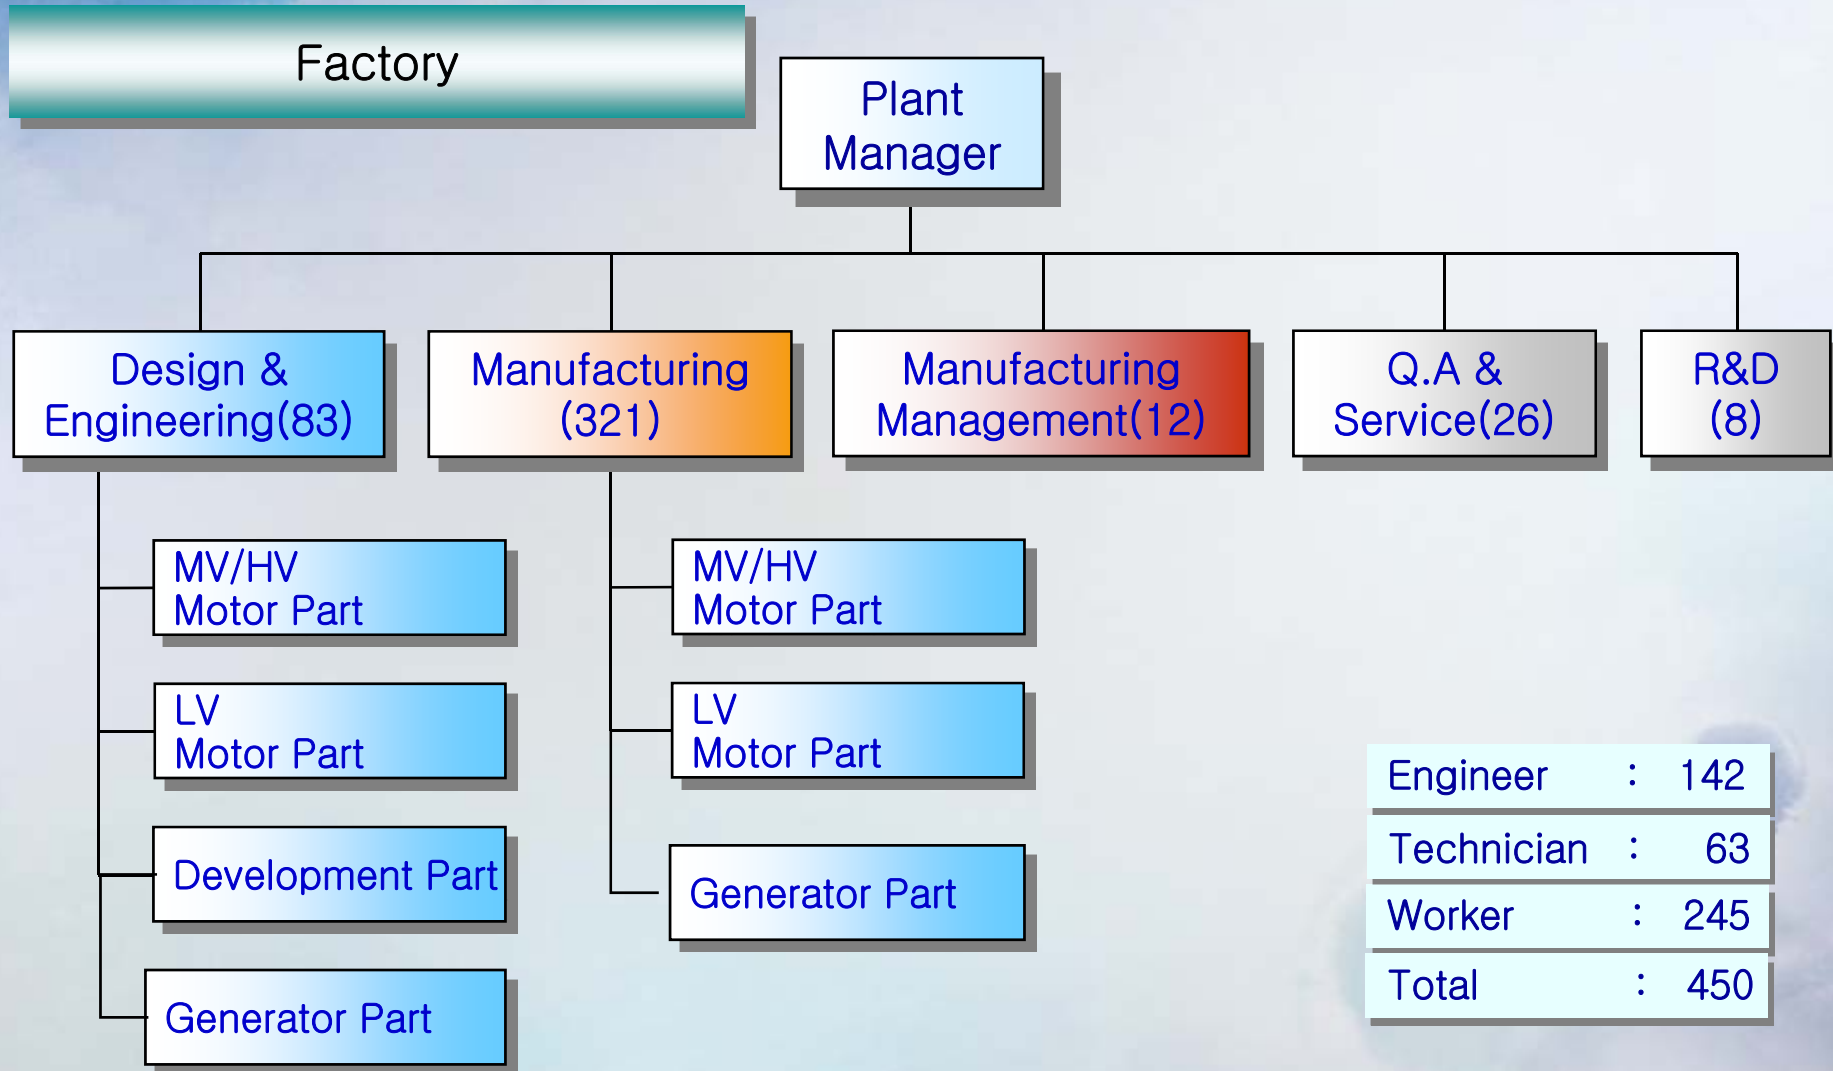 Factory
Plant
Manager
Design &
Engineering(83)
Manufacturing
(321)
Manufacturing
Management(12)
Q.A &
Service(26)
R&D
(8)
MV/HV
Motor Part
LV
Motor Part
Development Part
Generator Part
MV/HV
Motor Part
LV
Motor Part
Generator Part
Engineer : 142
Technician : 63
Worker : 245
Total : 450